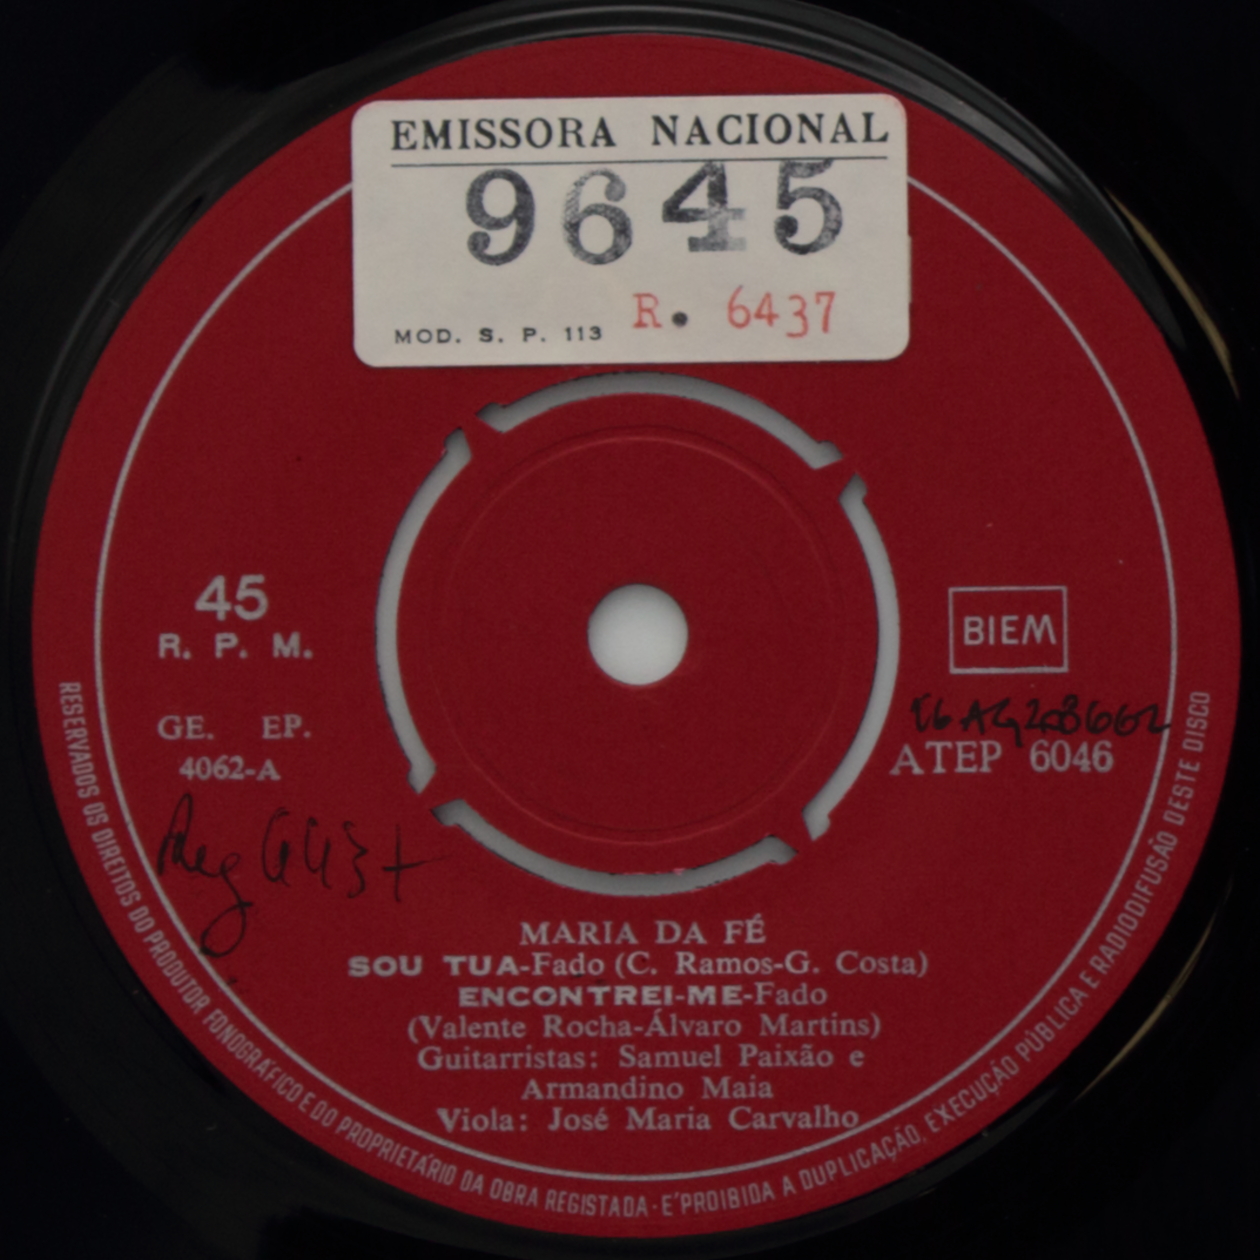 EMISSORA NACIONAL
9645
R. 6437
MOD. S. P. 113
45
R. P. M.
BIEM
GE. EP.
4062-A
ATEP 6046
Reg 6437
MARIA DA FÉ
SOU TUA-Fado (C. Ramos-G. Costa)
ENCONTREI-ME-Fado
(Valente Rocha-Álvaro Martins)
Guitarristas: Samuel Paixão e
Armandino Maia
Viola: José Maria Carvalho
RESERVADOS OS DIREITOS DO PRODUTOR FONOGRÁFICO E DO PROPRIETÁRIO DA OBRA REGISTADA - E'PROIBIDA A DUPLICAÇÃO, EXECUÇÃO PÚBLICA E RADIODIFUSÃO DESTE DISCO